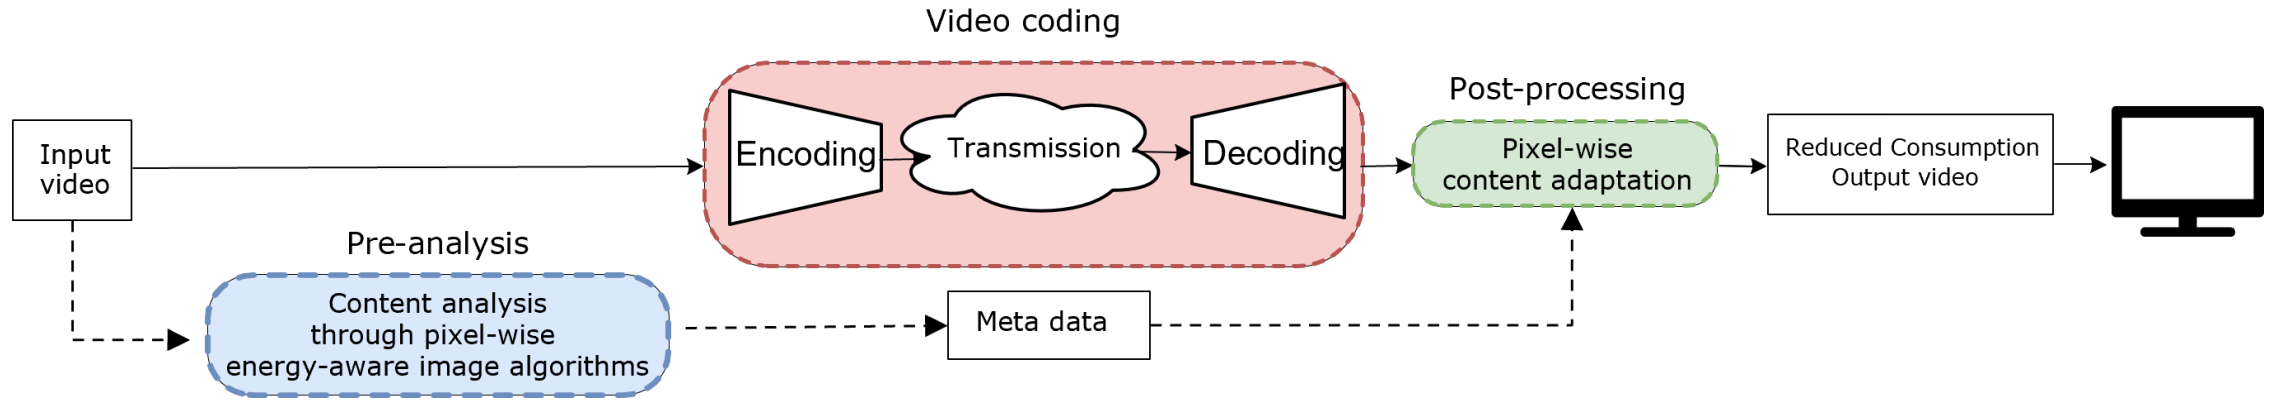 Video coding
Input
video
Encoding
Transmission
Decoding
Post-processing
Pixel-wise
content adaptation
Reduced Consumption
Output video
Pre-analysis
Content analysis
through pixel-wise
energy-aware image algorithms
Meta data